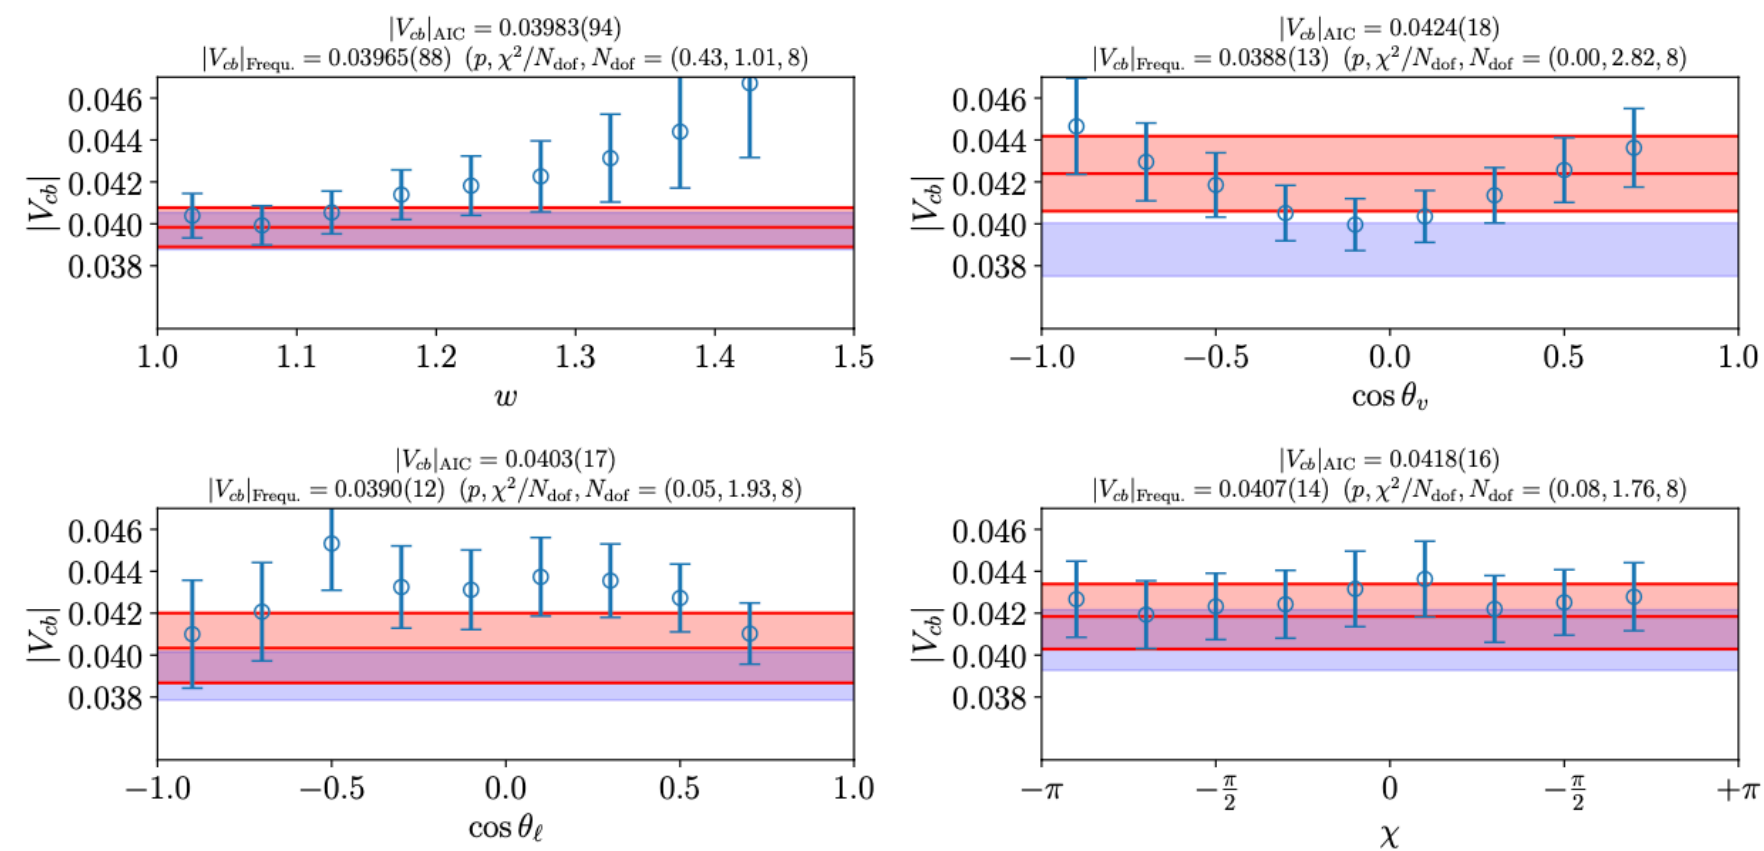 |V_cb|_AIC = 0.03983(94)
|V_cb|_Frequ. = 0.03965(88) (p, χ²/N_dof, N_dof = (0.43, 1.01, 8)
0.046
0.044
0.042
0.040
0.038
|V_cb|
1.0 1.1 1.2 1.3 1.4 1.5
w
|V_cb|_AIC = 0.0424(18)
|V_cb|_Frequ. = 0.0388(13) (p, χ²/N_dof, N_dof = (0.00, 2.82, 8)
0.046
0.044
0.042
0.040
0.038
|V_cb|
−1.0 −0.5 0.0 0.5 1.0
cos θ_v
|V_cb|_AIC = 0.0403(17)
|V_cb|_Frequ. = 0.0390(12) (p, χ²/N_dof, N_dof = (0.05, 1.93, 8)
0.046
0.044
0.042
0.040
0.038
|V_cb|
−1.0 −0.5 0.0 0.5 1.0
cos θ_ℓ
|V_cb|_AIC = 0.0418(16)
|V_cb|_Frequ. = 0.0407(14) (p, χ²/N_dof, N_dof = (0.08, 1.76, 8)
0.046
0.044
0.042
0.040
0.038
|V_cb|
−π −π/2 0 −π/2 +π
χ